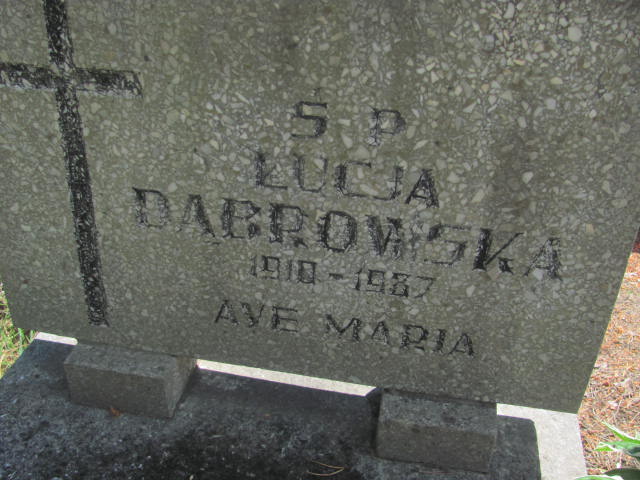 Ś P
ŁUCJA
DĄBROWSKA
1910-1987
AVE MARIA